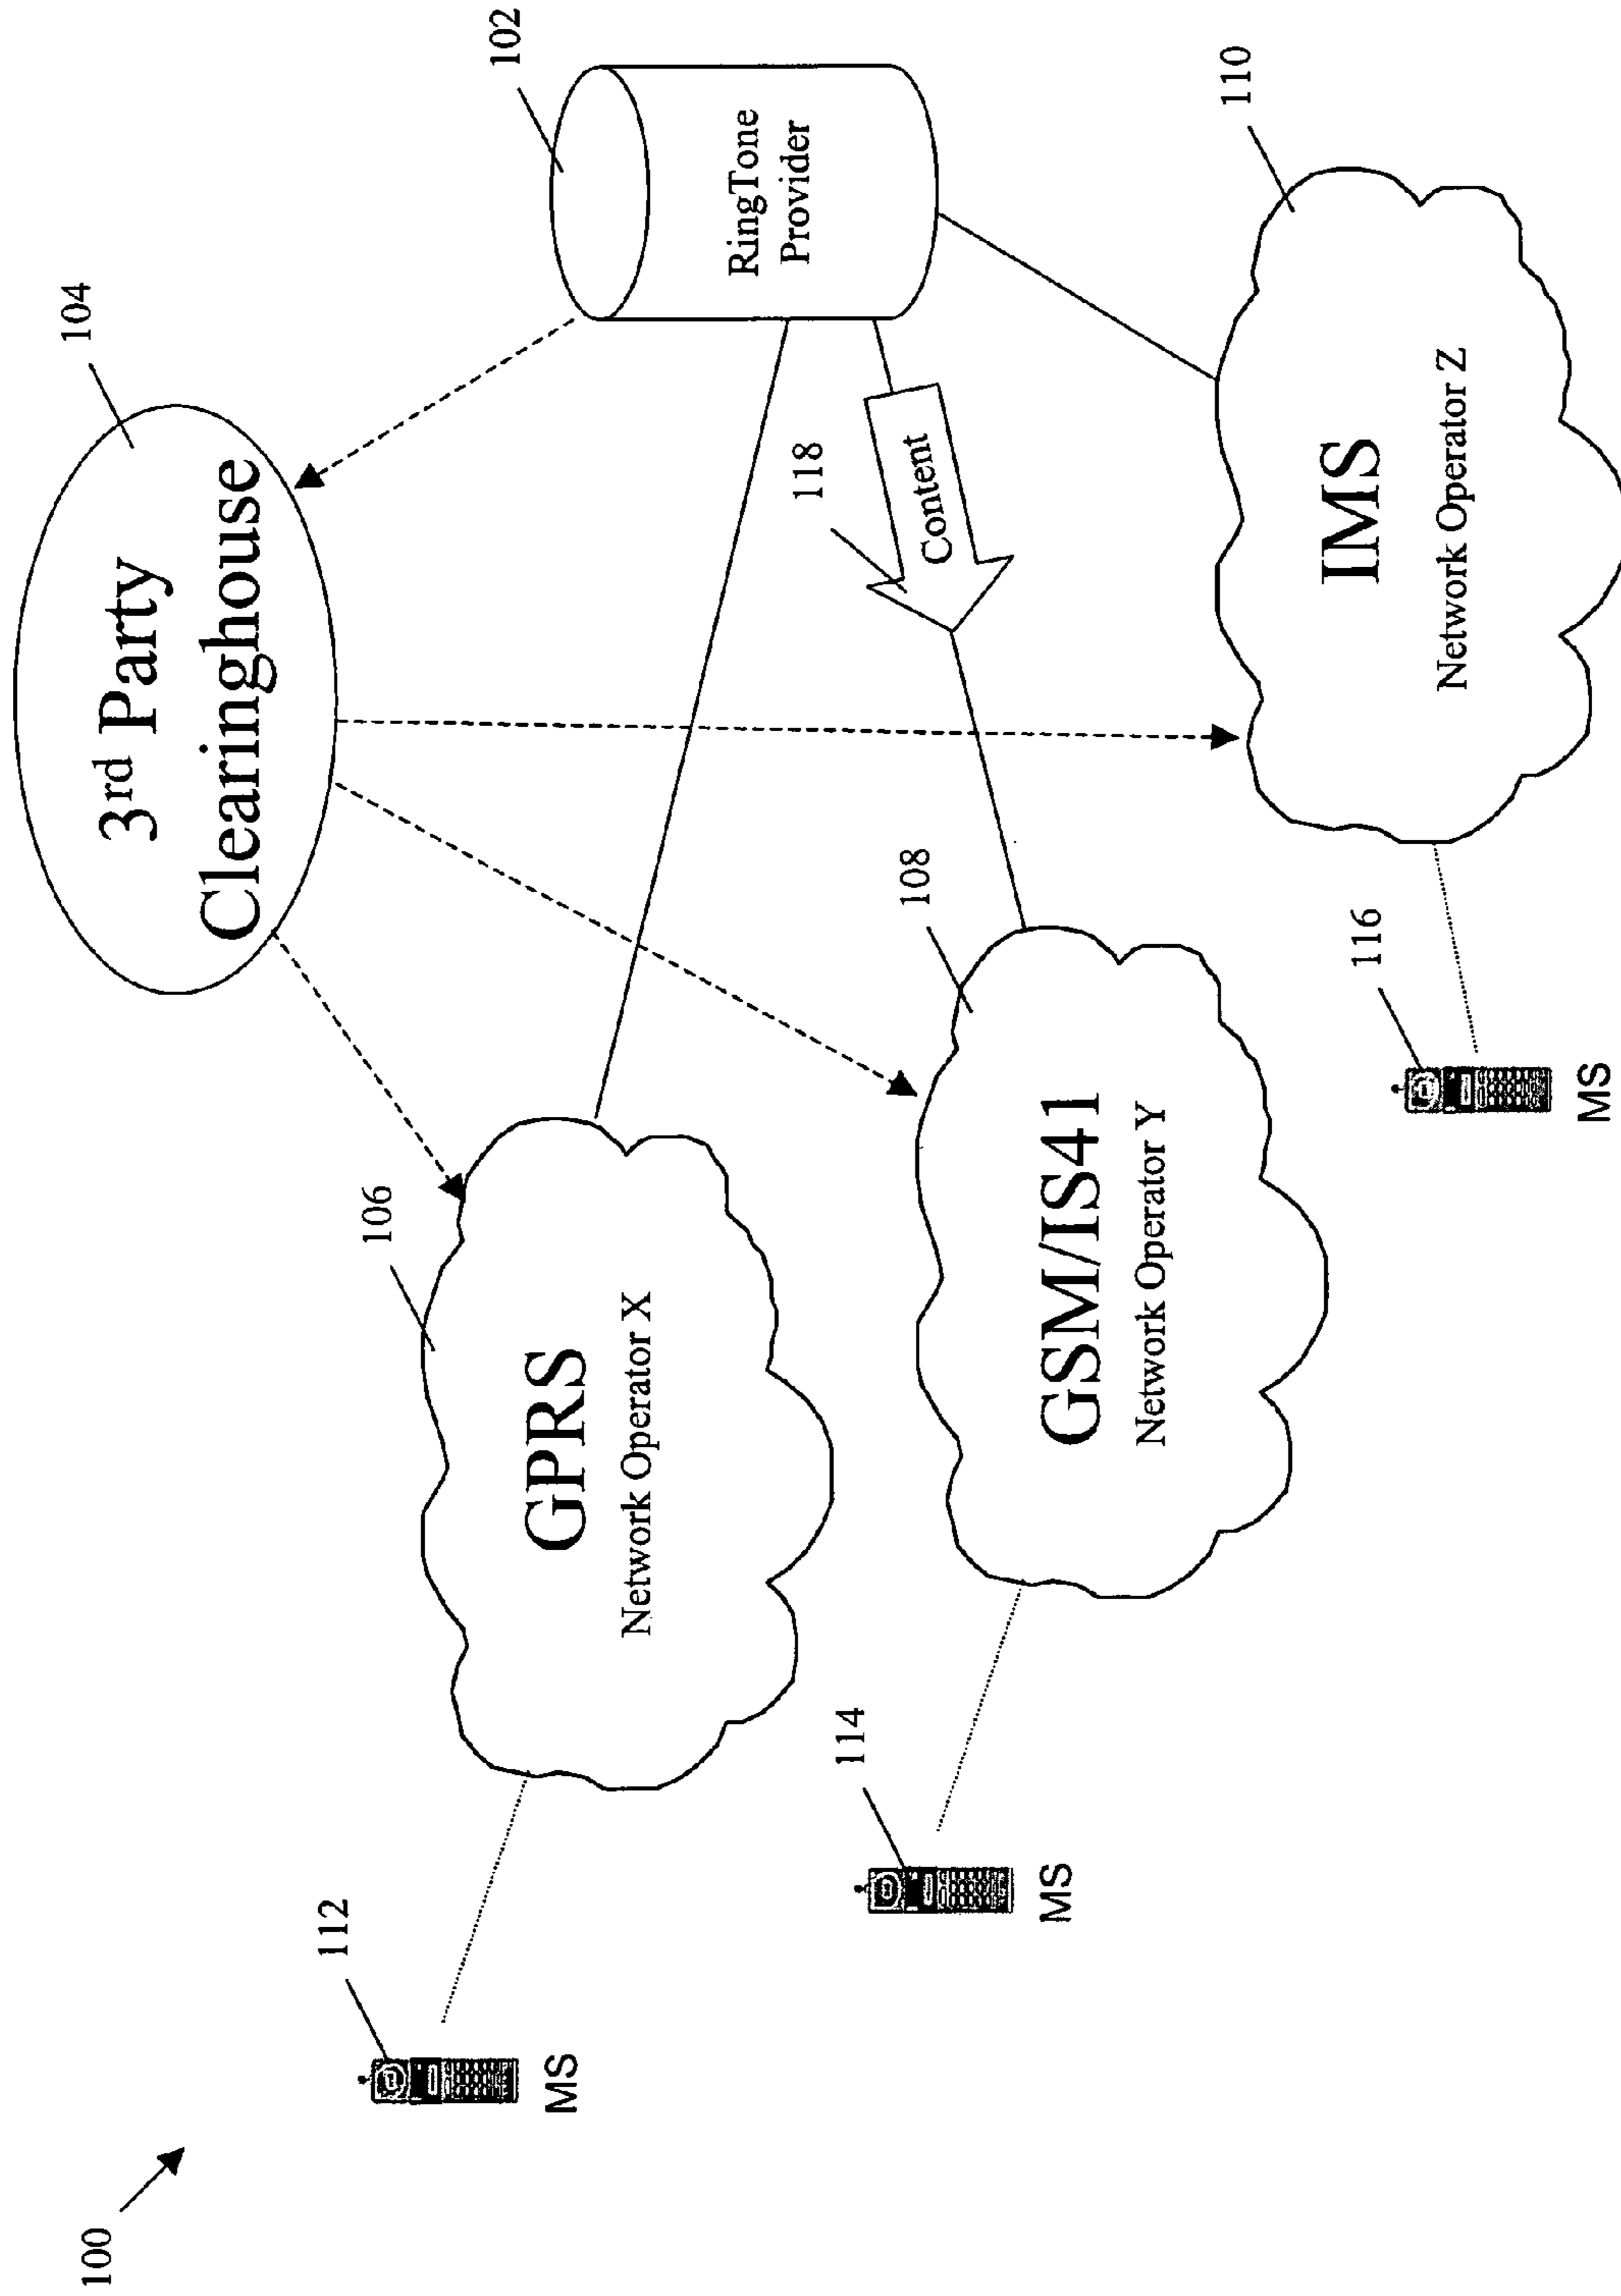 100
104
3rd Party
Clearinghouse
102
RingTone
Provider
106
GPRS
Network Operator X
112
MS
118
Content
108
GSM/IS41
Network Operator Y
114
MS
110
IMS
Network Operator Z
116
MS